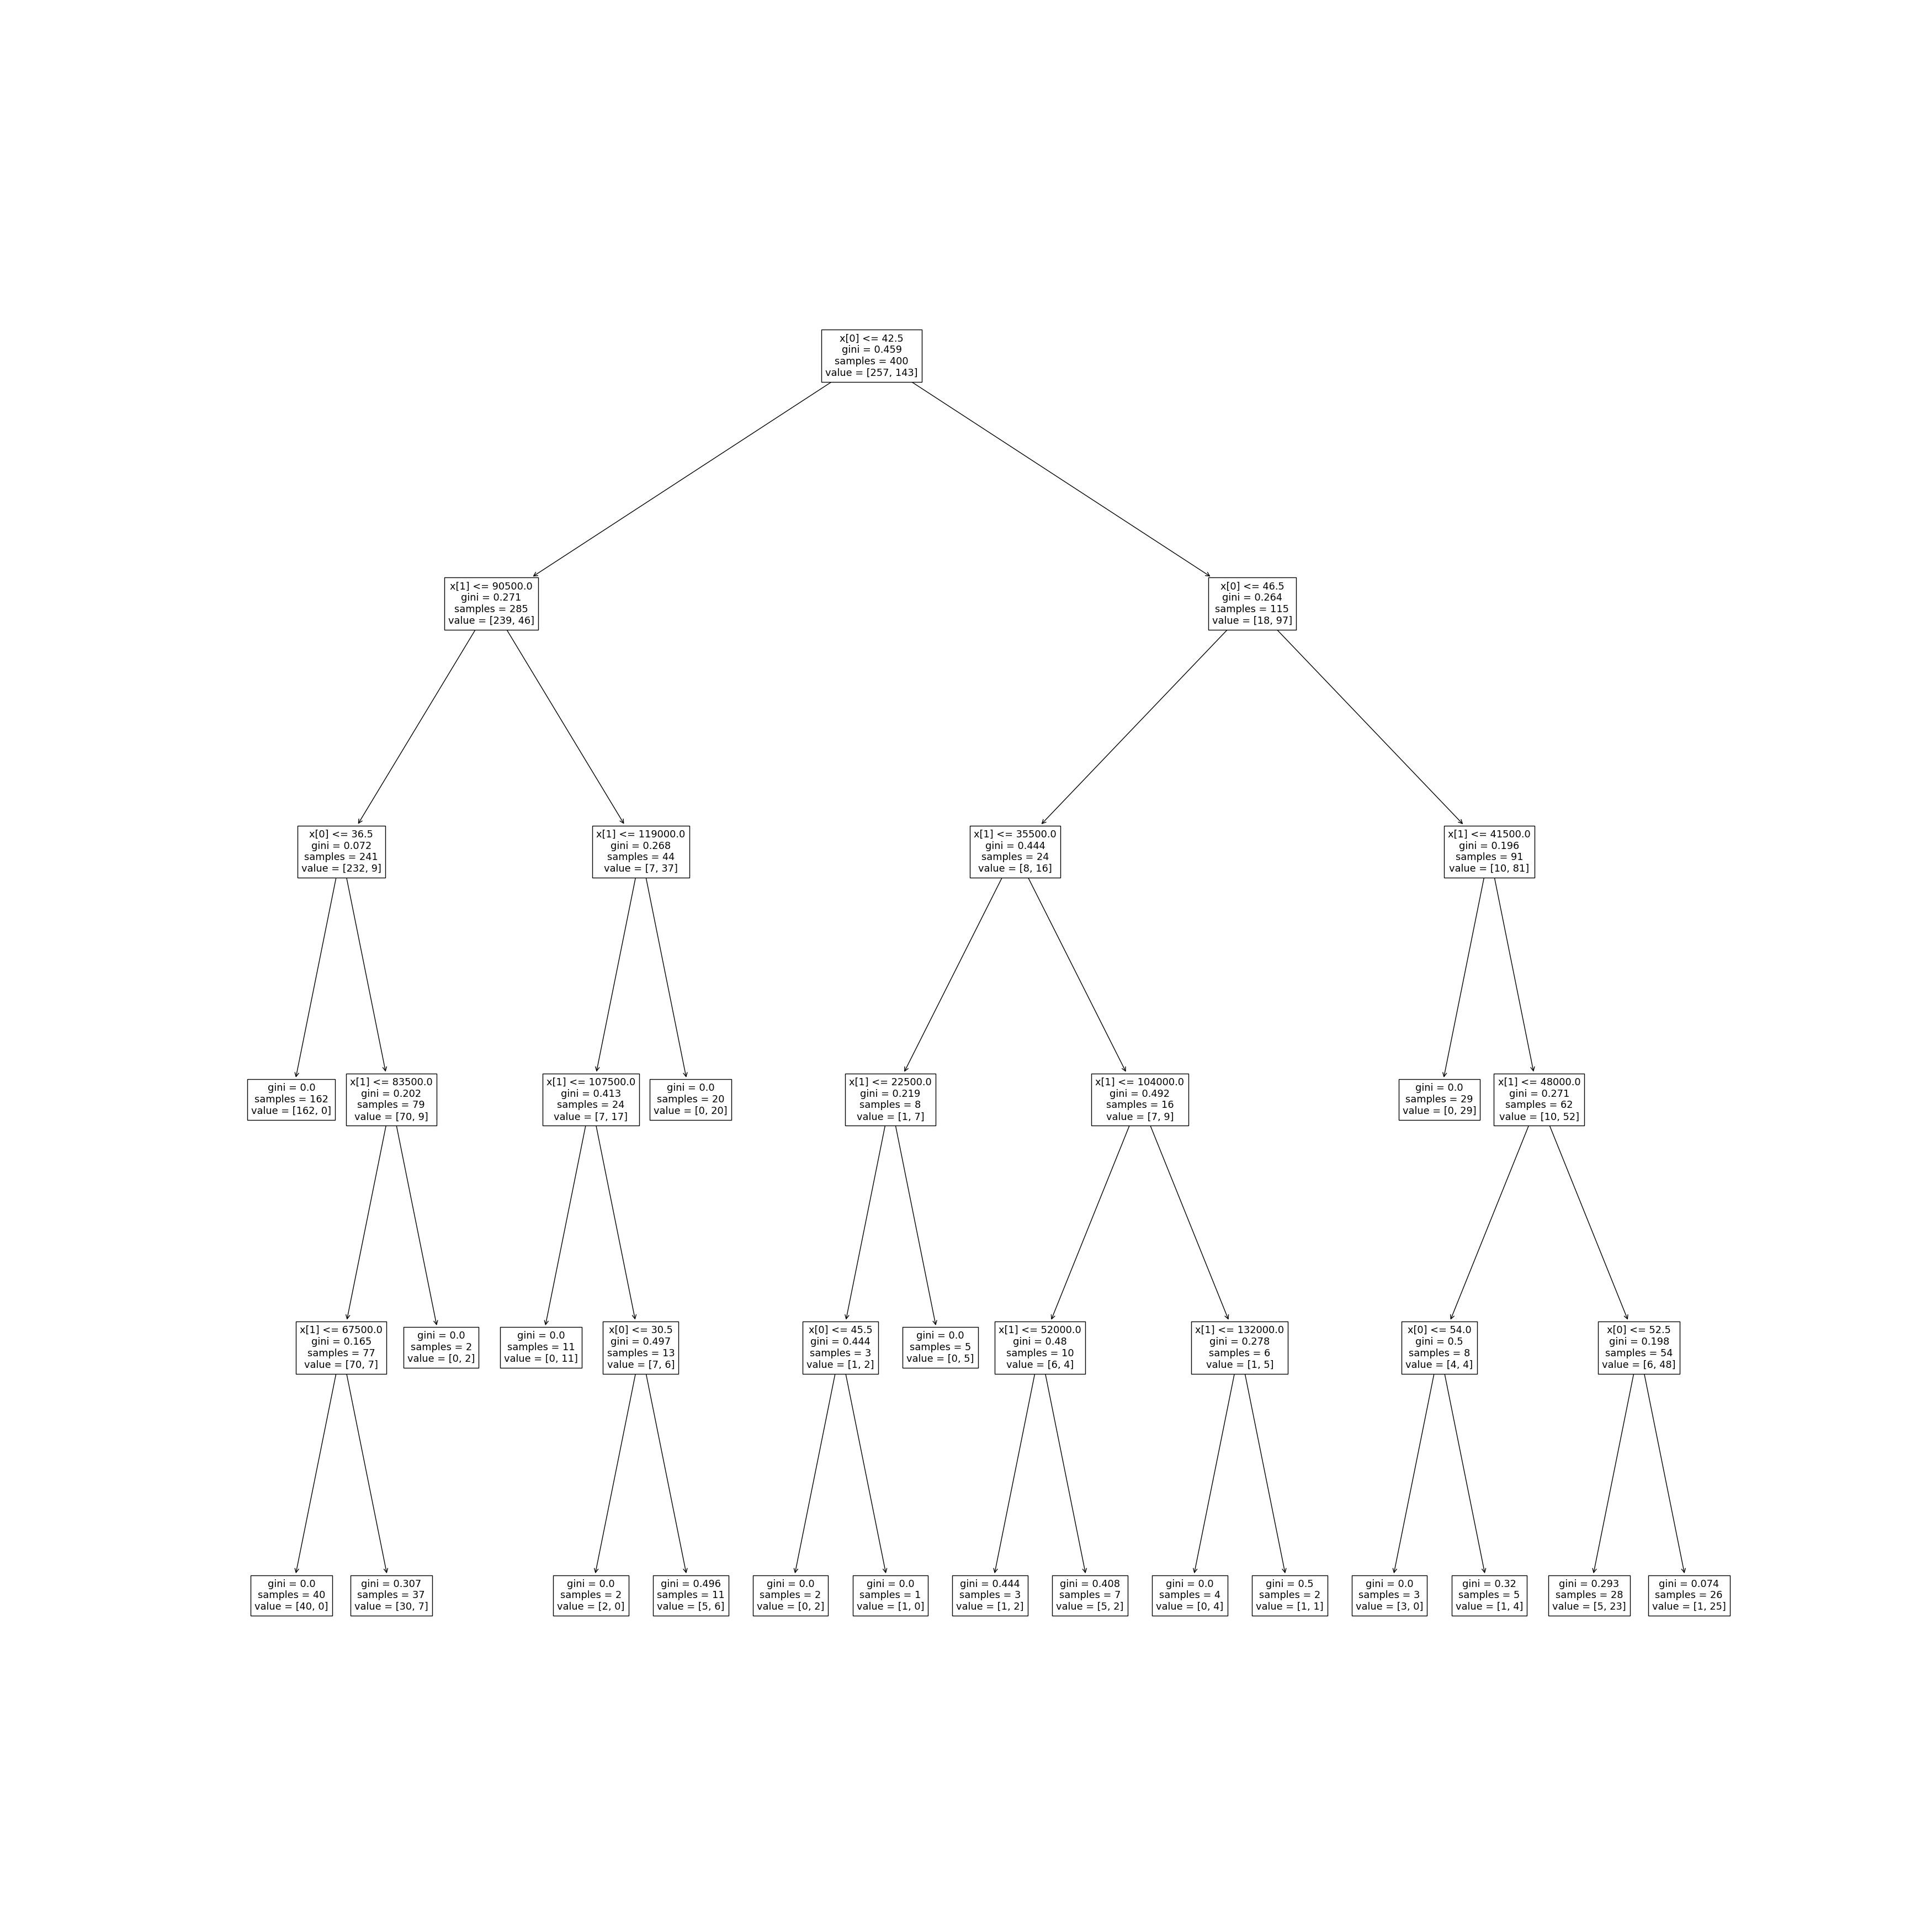 x[0] <= 42.5
gini = 0.459
samples = 400
value = [257, 143]
x[1] <= 90500.0
gini = 0.271
samples = 285
value = [239, 46]
x[0] <= 46.5
gini = 0.264
samples = 115
value = [18, 97]
x[0] <= 36.5
gini = 0.072
samples = 241
value = [232, 9]
x[1] <= 119000.0
gini = 0.268
samples = 44
value = [7, 37]
x[1] <= 35500.0
gini = 0.444
samples = 24
value = [8, 16]
x[1] <= 41500.0
gini = 0.196
samples = 91
value = [10, 81]
gini = 0.0
samples = 162
value = [162, 0]
x[1] <= 83500.0
gini = 0.202
samples = 79
value = [70, 9]
x[1] <= 107500.0
gini = 0.413
samples = 24
value = [7, 17]
gini = 0.0
samples = 20
value = [0, 20]
x[1] <= 22500.0
gini = 0.219
samples = 8
value = [1, 7]
x[1] <= 104000.0
gini = 0.492
samples = 16
value = [7, 9]
gini = 0.0
samples = 29
value = [0, 29]
x[1] <= 48000.0
gini = 0.271
samples = 62
value = [10, 52]
x[1] <= 67500.0
gini = 0.165
samples = 77
value = [70, 7]
gini = 0.0
samples = 2
value = [0, 2]
gini = 0.0
samples = 11
value = [0, 11]
x[0] <= 30.5
gini = 0.497
samples = 13
value = [7, 6]
x[0] <= 45.5
gini = 0.444
samples = 3
value = [1, 2]
gini = 0.0
samples = 5
value = [0, 5]
x[1] <= 52000.0
gini = 0.48
samples = 10
value = [6, 4]
x[1] <= 132000.0
gini = 0.278
samples = 6
value = [1, 5]
x[0] <= 54.0
gini = 0.5
samples = 8
value = [4, 4]
x[0] <= 52.5
gini = 0.198
samples = 54
value = [6, 48]
gini = 0.0
samples = 40
value = [40, 0]
gini = 0.307
samples = 37
value = [30, 7]
gini = 0.0
samples = 2
value = [2, 0]
gini = 0.496
samples = 11
value = [5, 6]
gini = 0.0
samples = 2
value = [0, 2]
gini = 0.0
samples = 1
value = [1, 0]
gini = 0.444
samples = 3
value = [1, 2]
gini = 0.408
samples = 7
value = [5, 2]
gini = 0.0
samples = 4
value = [0, 4]
gini = 0.5
samples = 2
value = [1, 1]
gini = 0.0
samples = 3
value = [3, 0]
gini = 0.32
samples = 5
value = [1, 4]
gini = 0.293
samples = 28
value = [5, 23]
gini = 0.074
samples = 26
value = [1, 25]